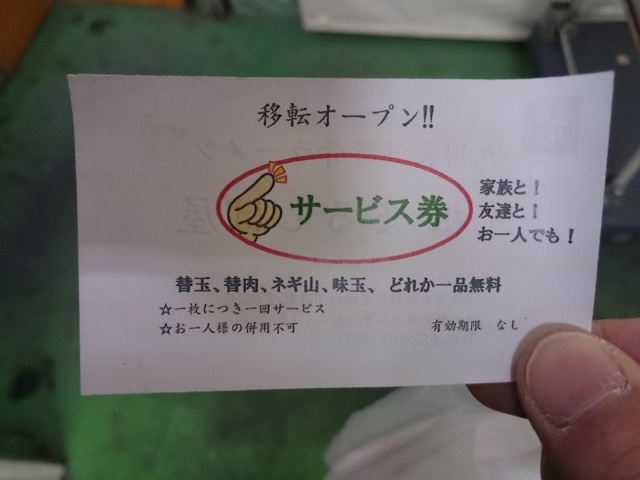 移転オープン!!
サービス券
家族と！
友達と！
お一人でも！
替玉、替肉、ネギ山、味玉、どれか一品無料
☆一枚につき一回サービス
☆お一人様の併用不可
有効期限 なし